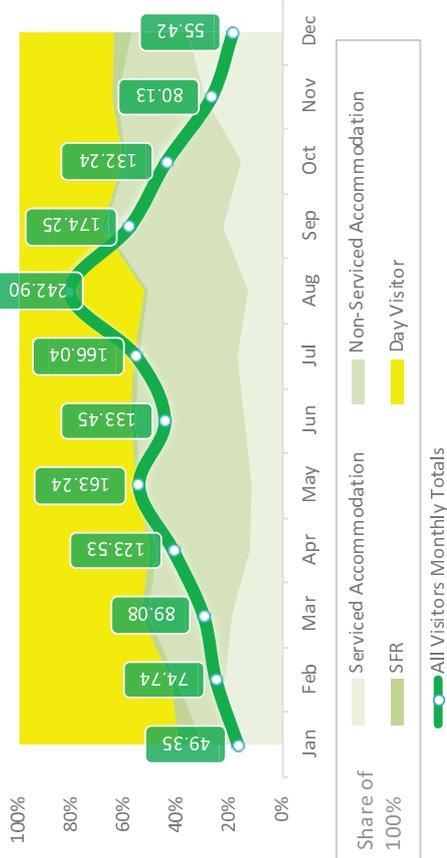 100%
80%
60%
40%
20%
0%
49.35
74.74
89.08
123.53
163.24
133.45
166.04
242.90
174.25
132.24
80.13
55.42
Jan Feb Mar Apr May Jun Jul Aug Sep Oct Nov Dec
Share of
100%
Serviced Accommodation
Non-Serviced Accommodation
SFR
Day Visitor
All Visitors Monthly Totals